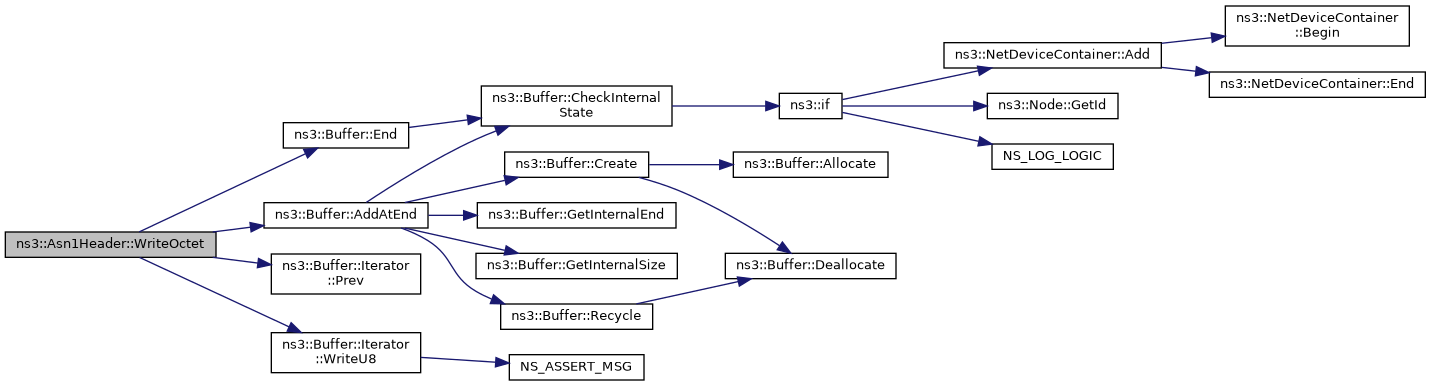 ns3::Asn1Header::WriteOctet
ns3::Buffer::End
ns3::Buffer::AddAtEnd
ns3::Buffer::Iterator
::Prev
ns3::Buffer::Iterator
::WriteU8
ns3::Buffer::CheckInternal
State
ns3::Buffer::Create
ns3::Buffer::GetInternalEnd
ns3::Buffer::GetInternalSize
ns3::Buffer::Recycle
NS_ASSERT_MSG
ns3::if
ns3::Buffer::Allocate
ns3::Buffer::Deallocate
ns3::NetDeviceContainer::Add
ns3::Node::GetId
NS_LOG_LOGIC
ns3::NetDeviceContainer
::Begin
ns3::NetDeviceContainer::End